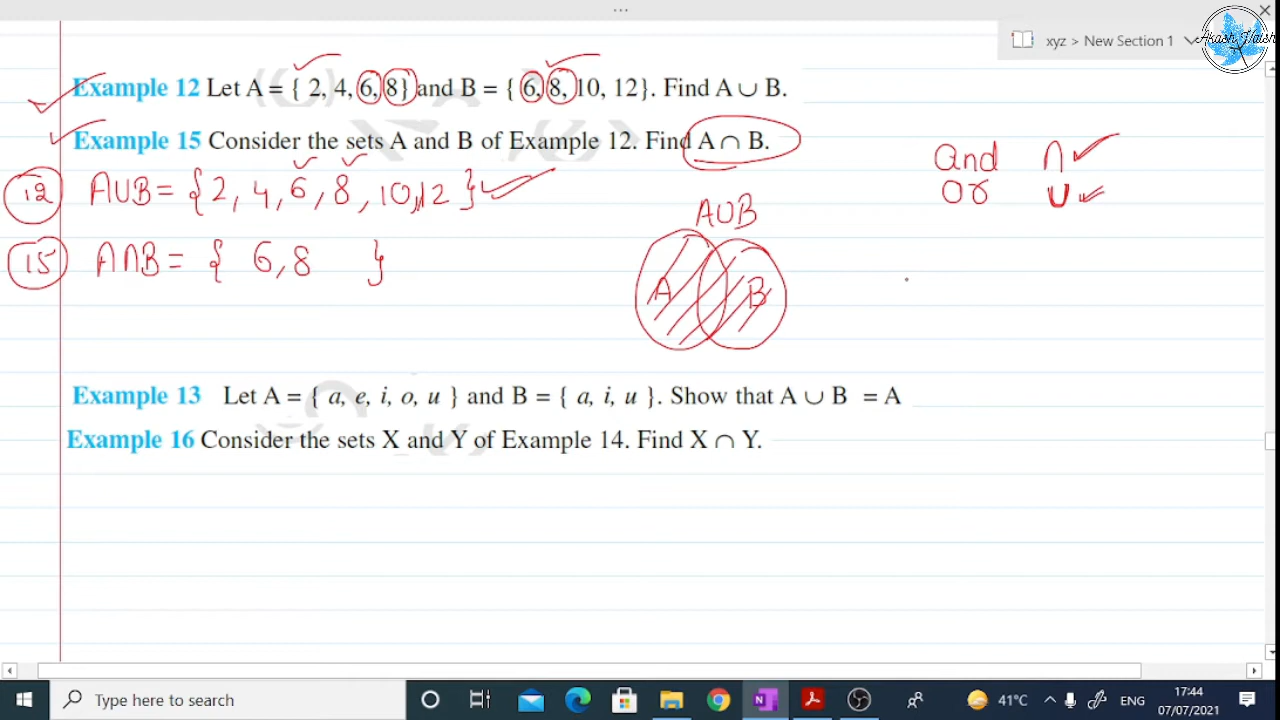 xyz > New Section 1
Example 12 Let A = { 2, 4, 6, 8} and B = { 6, 8, 10, 12}. Find A ∪ B.
Example 15 Consider the sets A and B of Example 12. Find A ∩ B.
and ∩
or ∪
12 A∪B = { 2, 4, 6, 8, 10, 12 }
A∪B
15 A∩B = { 6, 8 }
A B
Example 13 Let A = { a, e, i, o, u } and B = { a, i, u }. Show that A ∪ B = A
Example 16 Consider the sets X and Y of Example 14. Find X ∩ Y.
Type here to search
41°C
ENG
17:44
07/07/2021